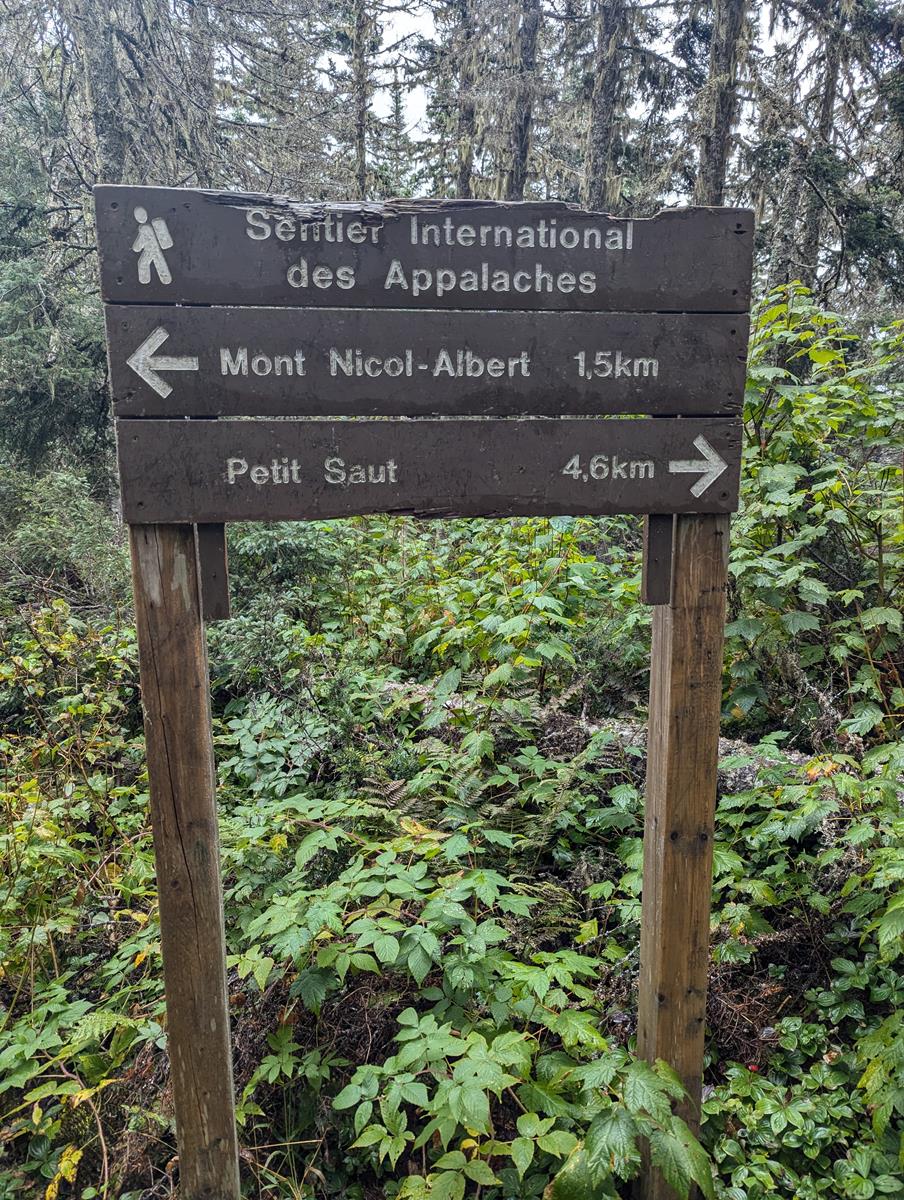 Sentier International
des Appalaches
Mont Nicol-Albert 1,5km
Petit Saut 4,6km